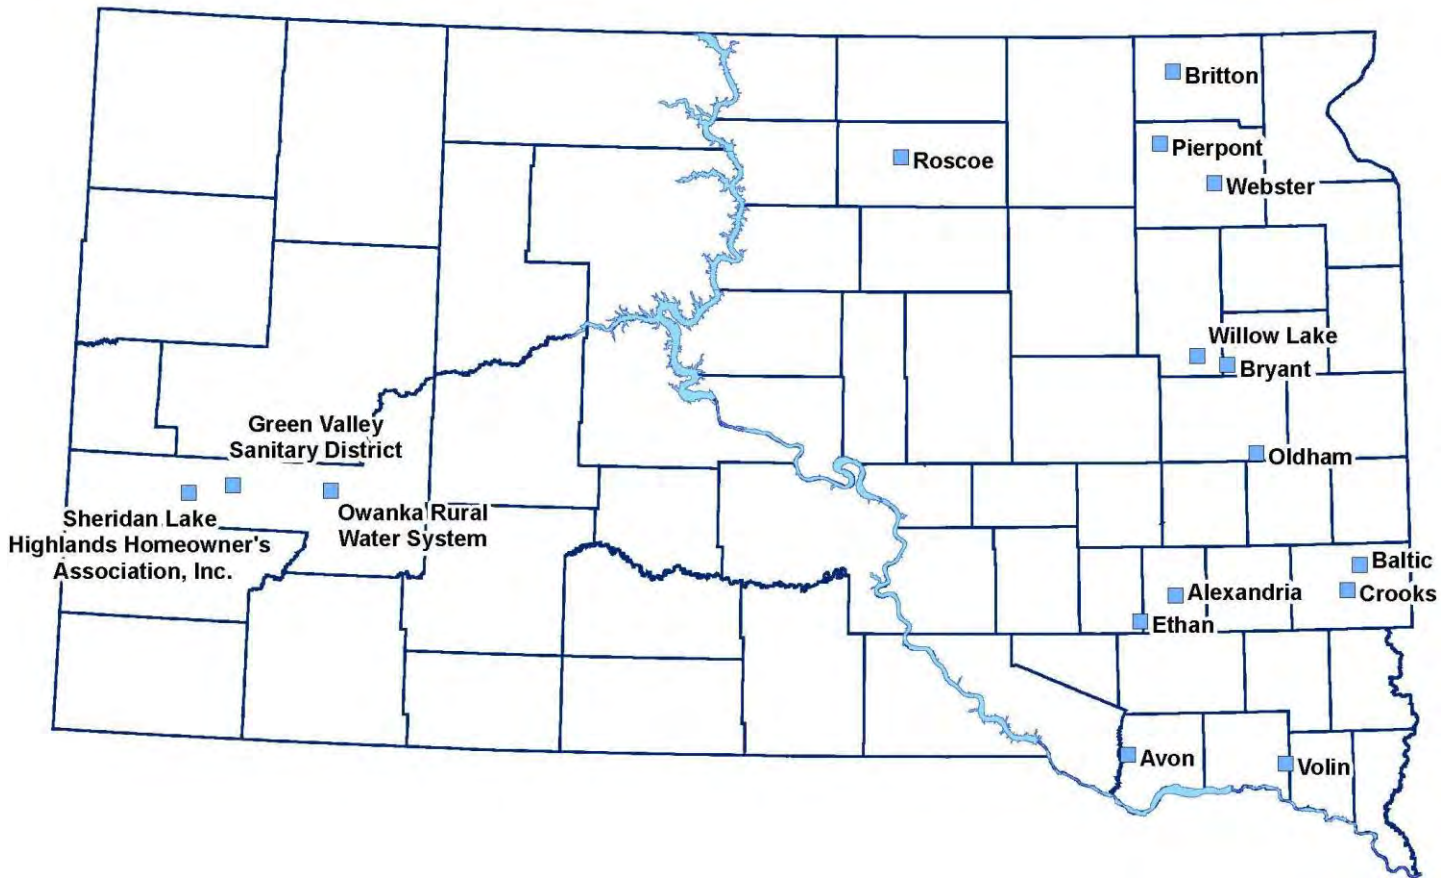 Britton
Pierpont
Roscoe
Webster
Willow Lake
Bryant
Green Valley
Sanitary District
Oldham
Owanka Rural
Water System
Sheridan Lake
Highlands Homeowner's
Association, Inc.
Baltic
Alexandria
Crooks
Ethan
Avon
Volin